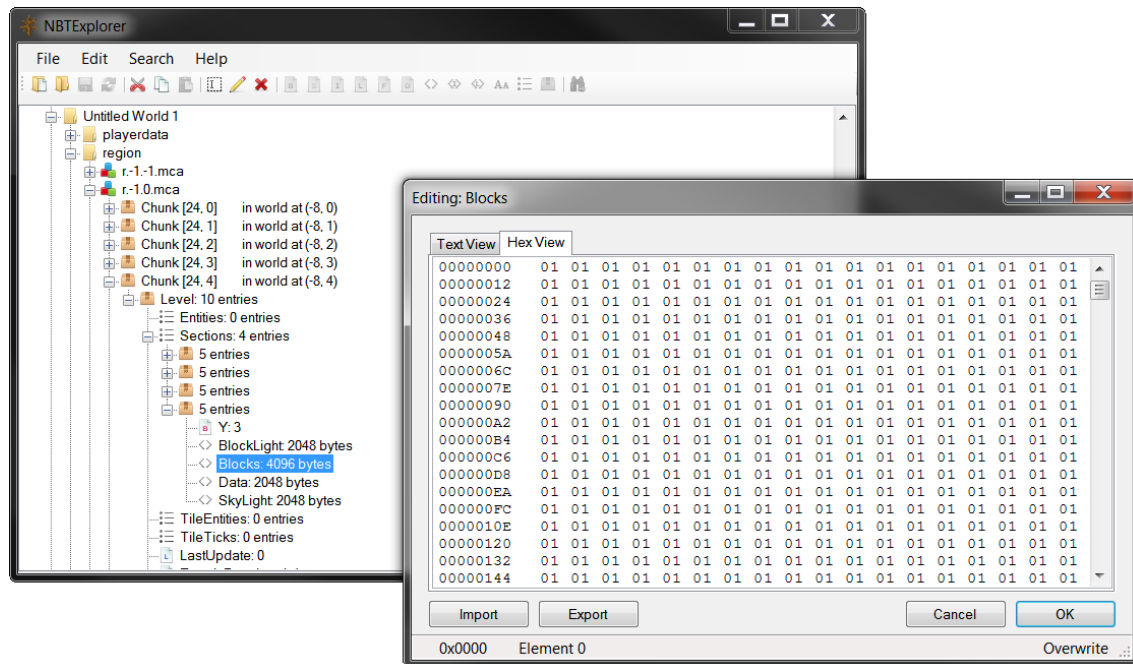 NBTExplorer
File Edit Search Help
Untitled World 1
playerdata
region
r.-1.-1.mca
r.-1.0.mca
Chunk [24, 0] in world at (-8, 0)
Chunk [24, 1] in world at (-8, 1)
Chunk [24, 2] in world at (-8, 2)
Chunk [24, 3] in world at (-8, 3)
Chunk [24, 4] in world at (-8, 4)
Level: 10 entries
Entities: 0 entries
Sections: 4 entries
5 entries
5 entries
5 entries
5 entries
Y: 3
BlockLight: 2048 bytes
Blocks: 4096 bytes
Data: 2048 bytes
SkyLight: 2048 bytes
TileEntities: 0 entries
TileTicks: 0 entries
LastUpdate: 0
Editing: Blocks
Text View Hex View
00000000 01 01 01 01 01 01 01 01 01 01 01 01 01 01 01 01 01 01
00000012 01 01 01 01 01 01 01 01 01 01 01 01 01 01 01 01 01 01
00000024 01 01 01 01 01 01 01 01 01 01 01 01 01 01 01 01 01 01
00000036 01 01 01 01 01 01 01 01 01 01 01 01 01 01 01 01 01 01
00000048 01 01 01 01 01 01 01 01 01 01 01 01 01 01 01 01 01 01
0000005A 01 01 01 01 01 01 01 01 01 01 01 01 01 01 01 01 01 01
0000006C 01 01 01 01 01 01 01 01 01 01 01 01 01 01 01 01 01 01
0000007E 01 01 01 01 01 01 01 01 01 01 01 01 01 01 01 01 01 01
00000090 01 01 01 01 01 01 01 01 01 01 01 01 01 01 01 01 01 01
000000A2 01 01 01 01 01 01 01 01 01 01 01 01 01 01 01 01 01 01
000000B4 01 01 01 01 01 01 01 01 01 01 01 01 01 01 01 01 01 01
000000C6 01 01 01 01 01 01 01 01 01 01 01 01 01 01 01 01 01 01
000000D8 01 01 01 01 01 01 01 01 01 01 01 01 01 01 01 01 01 01
000000EA 01 01 01 01 01 01 01 01 01 01 01 01 01 01 01 01 01 01
000000FC 01 01 01 01 01 01 01 01 01 01 01 01 01 01 01 01 01 01
0000010E 01 01 01 01 01 01 01 01 01 01 01 01 01 01 01 01 01 01
00000120 01 01 01 01 01 01 01 01 01 01 01 01 01 01 01 01 01 01
00000132 01 01 01 01 01 01 01 01 01 01 01 01 01 01 01 01 01 01
00000144 01 01 01 01 01 01 01 01 01 01 01 01 01 01 01 01 01 01
Import Export Cancel OK
0x0000 Element 0 Overwrite